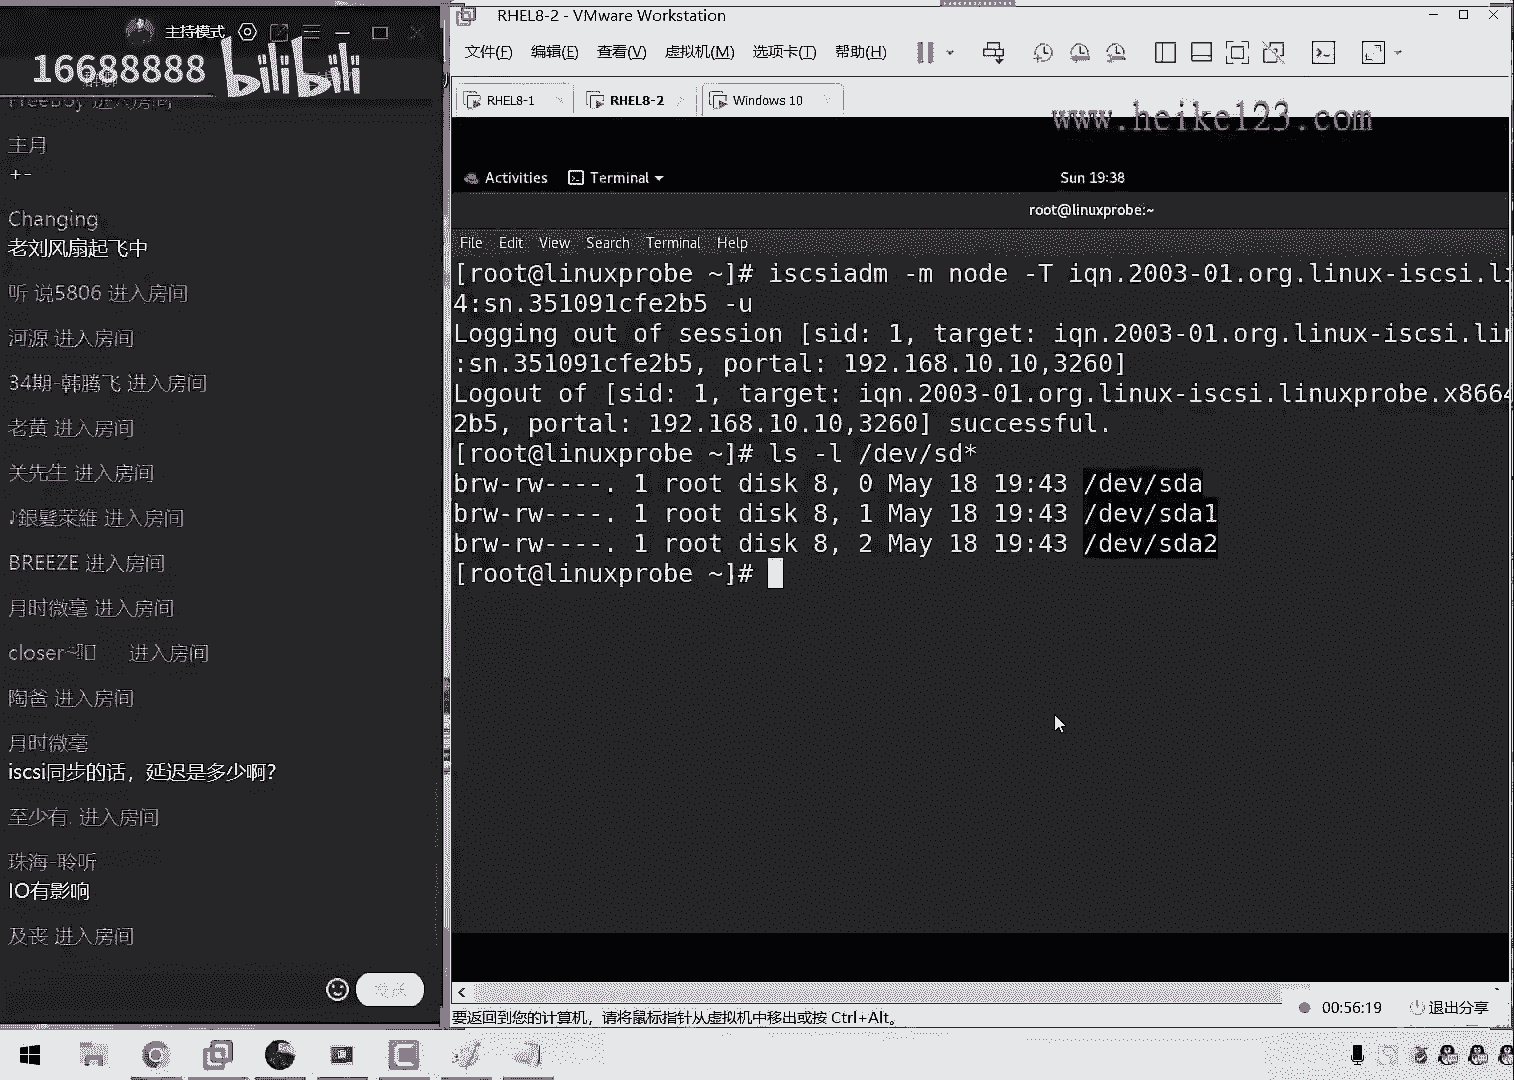 主持模式
16688888
bilibili
FreeBoy 进入房间
主月
+-
Changing
老刘风扇起飞中
听 说5806 进入房间
河源 进入房间
34期-韩腾飞 进入房间
老黄 进入房间
关先生 进入房间
♪銀髮萊維 进入房间
BREEZE 进入房间
月时微毫 进入房间
closer 进入房间
陶爸 进入房间
月时微毫
iscsi同步的话，延迟是多少啊？
至少有. 进入房间
珠海-聆听
IO有影响
及丧 进入房间
发送
RHEL8-2 - VMware Workstation
文件(F) 编辑(E) 查看(V) 虚拟机(M) 选项卡(T) 帮助(H)
RHEL8-1 RHEL8-2 Windows 10
www.heike123.com
Activities Terminal Sun 19:38
root@linuxprobe:~
File Edit View Search Terminal Help
[root@linuxprobe ~]# iscsiadm -m node -T iqn.2003-01.org.linux-iscsi.li
4:sn.351091cfe2b5 -u
Logging out of session [sid: 1, target: iqn.2003-01.org.linux-iscsi.lin
:sn.351091cfe2b5, portal: 192.168.10.10,3260]
Logout of [sid: 1, target: iqn.2003-01.org.linux-iscsi.linuxprobe.x8664
2b5, portal: 192.168.10.10,3260] successful.
[root@linuxprobe ~]# ls -l /dev/sd*
brw-rw----. 1 root disk 8, 0 May 18 19:43 /dev/sda
brw-rw----. 1 root disk 8, 1 May 18 19:43 /dev/sda1
brw-rw----. 1 root disk 8, 2 May 18 19:43 /dev/sda2
[root@linuxprobe ~]#
00:56:19 退出分享
要返回到您的计算机，请将鼠标指针从虚拟机中移出或按 Ctrl+Alt。